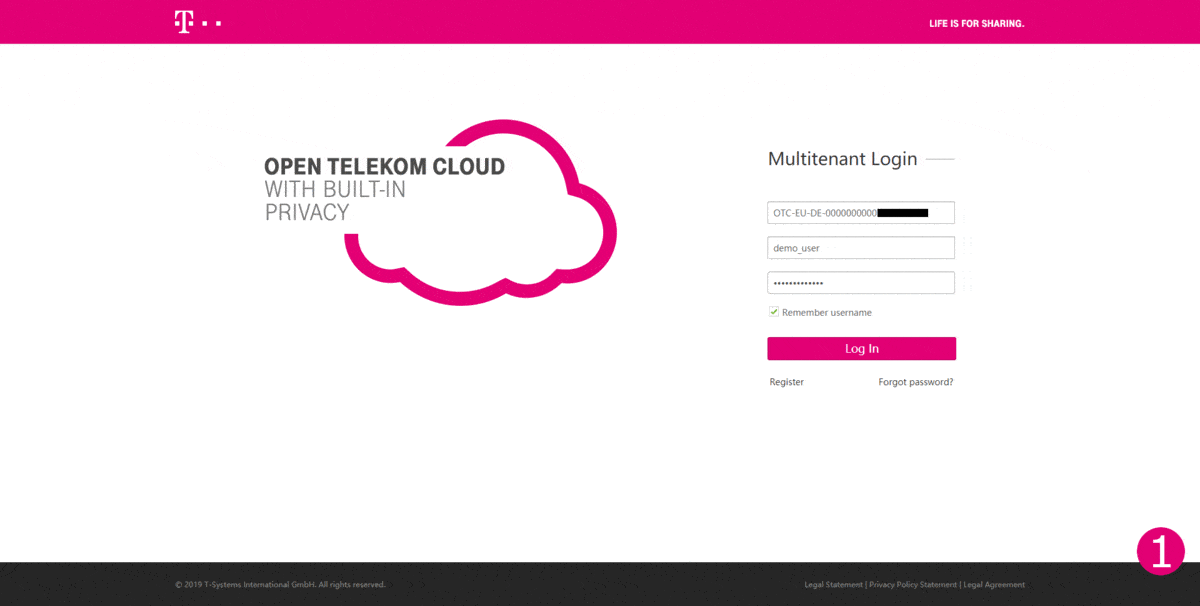 T
LIFE IS FOR SHARING.
OPEN TELEKOM CLOUD
WITH BUILT-IN
PRIVACY
Multitenant Login
OTC-EU-DE-0000000000
demo_user
•••••••••••••
Remember username
Log In
Register Forgot password?
1
© 2019 T-Systems International GmbH. All rights reserved.
Legal Statement | Privacy Policy Statement | Legal Agreement